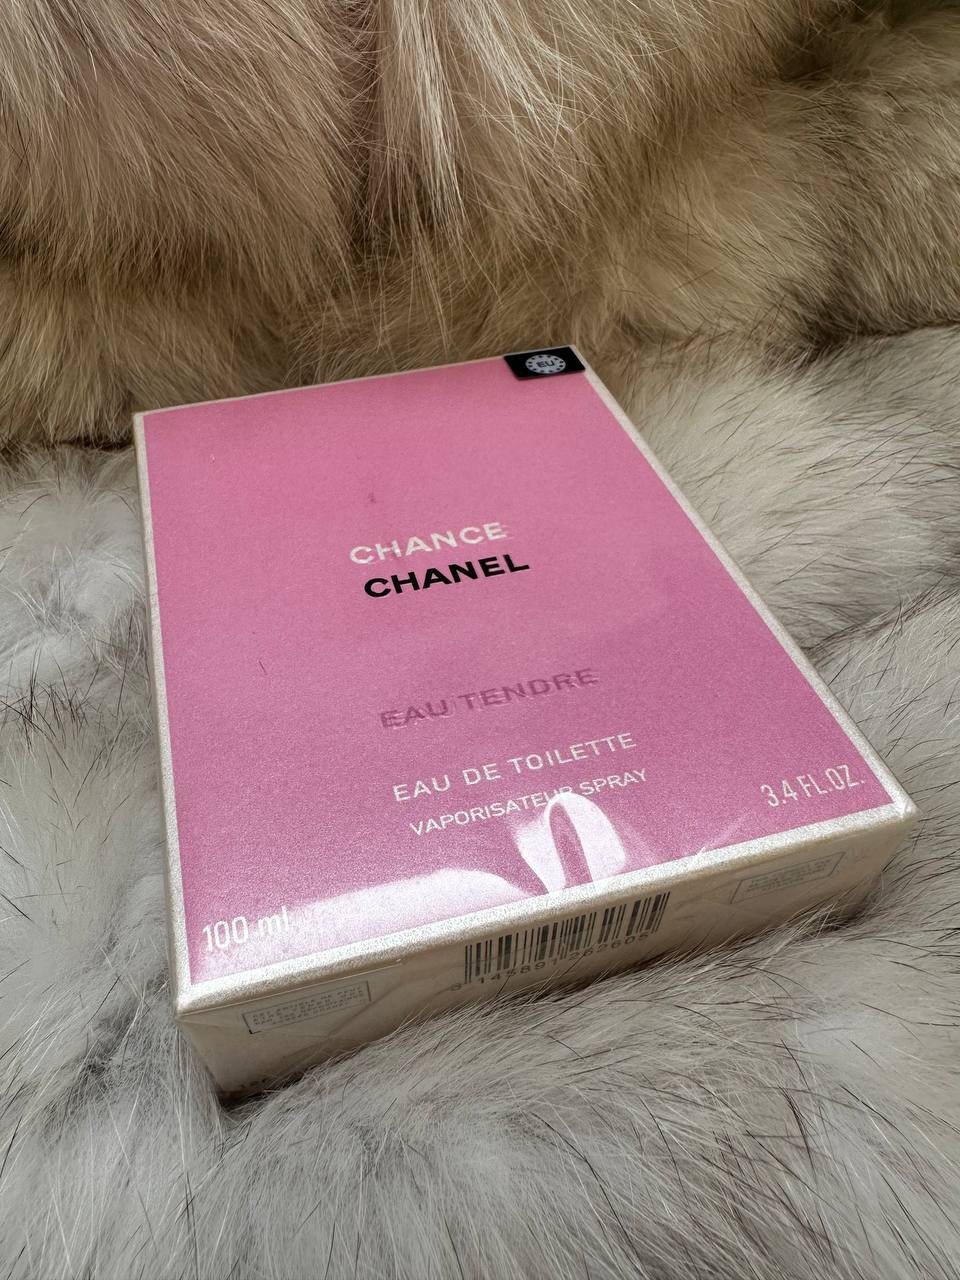 EU
CHANCE
CHANEL
EAU TENDRE
EAU DE TOILETTE
VAPORISATEUR SPRAY
3.4 FL.OZ.
100 ml